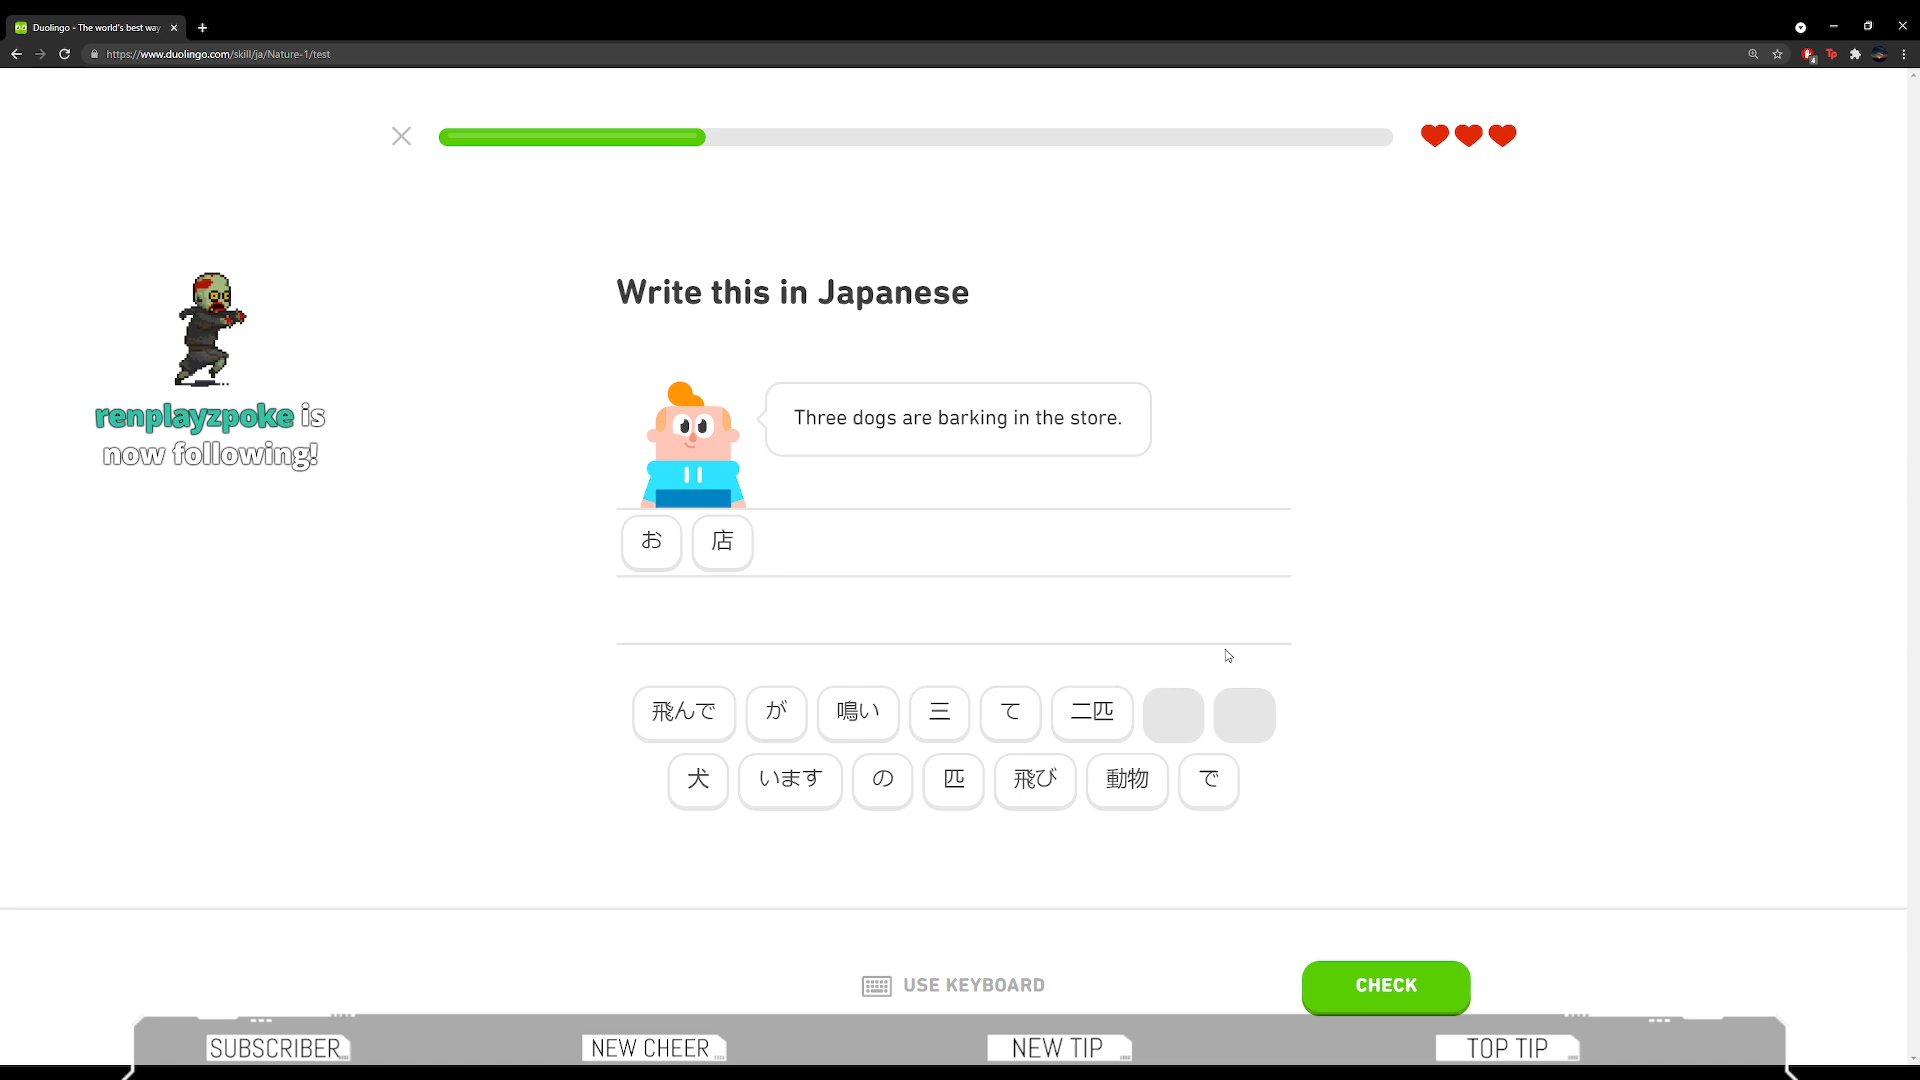 Duolingo - The world's best way
https://www.duolingo.com/skill/ja/Nature-1/test
Write this in Japanese
renplayzpoke is
now following!
Three dogs are barking in the store.
お 店
飛んで が 鳴い 三 て 二匹
犬 います の 匹 飛び 動物 で
USE KEYBOARD
CHECK
SUBSCRIBER NEW CHEER NEW TIP TOP TIP